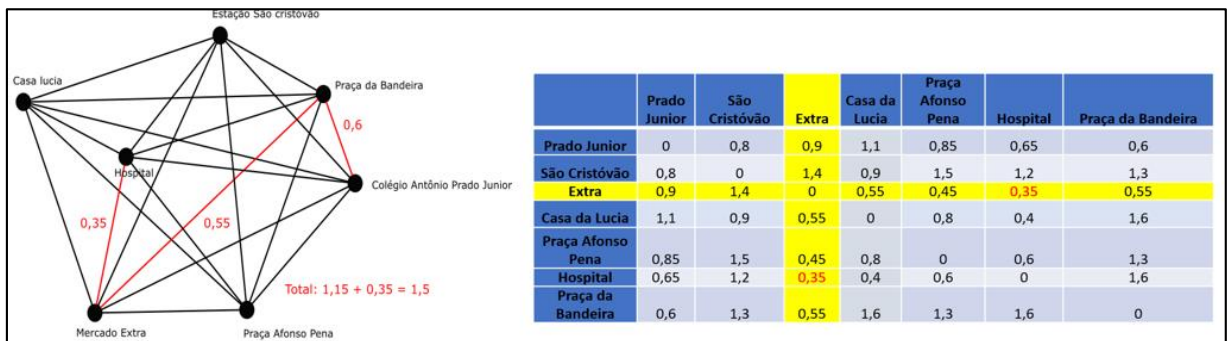 Estação São cristóvão
Casa lucia
Praça da Bandeira
0,6
Hospital
Colégio Antônio Prado Junior
0,35
0,55
Total: 1,15 + 0,35 = 1,5
Mercado Extra
Praça Afonso Pena
Prado Junior São Cristóvão Extra Casa da Lucia Praça Afonso Pena Hospital Praça da Bandeira
Prado Junior 0 0,8 0,9 1,1 0,85 0,65 0,6
São Cristóvão 0,8 0 1,4 0,9 1,5 1,2 1,3
Extra 0,9 1,4 0 0,55 0,45 0,35 0,55
Casa da Lucia 1,1 0,9 0,55 0 0,8 0,4 1,6
Praça Afonso Pena 0,85 1,5 0,45 0,8 0 0,6 1,3
Hospital 0,65 1,2 0,35 0,4 0,6 0 1,6
Praça da Bandeira 0,6 1,3 0,55 1,6 1,3 1,6 0